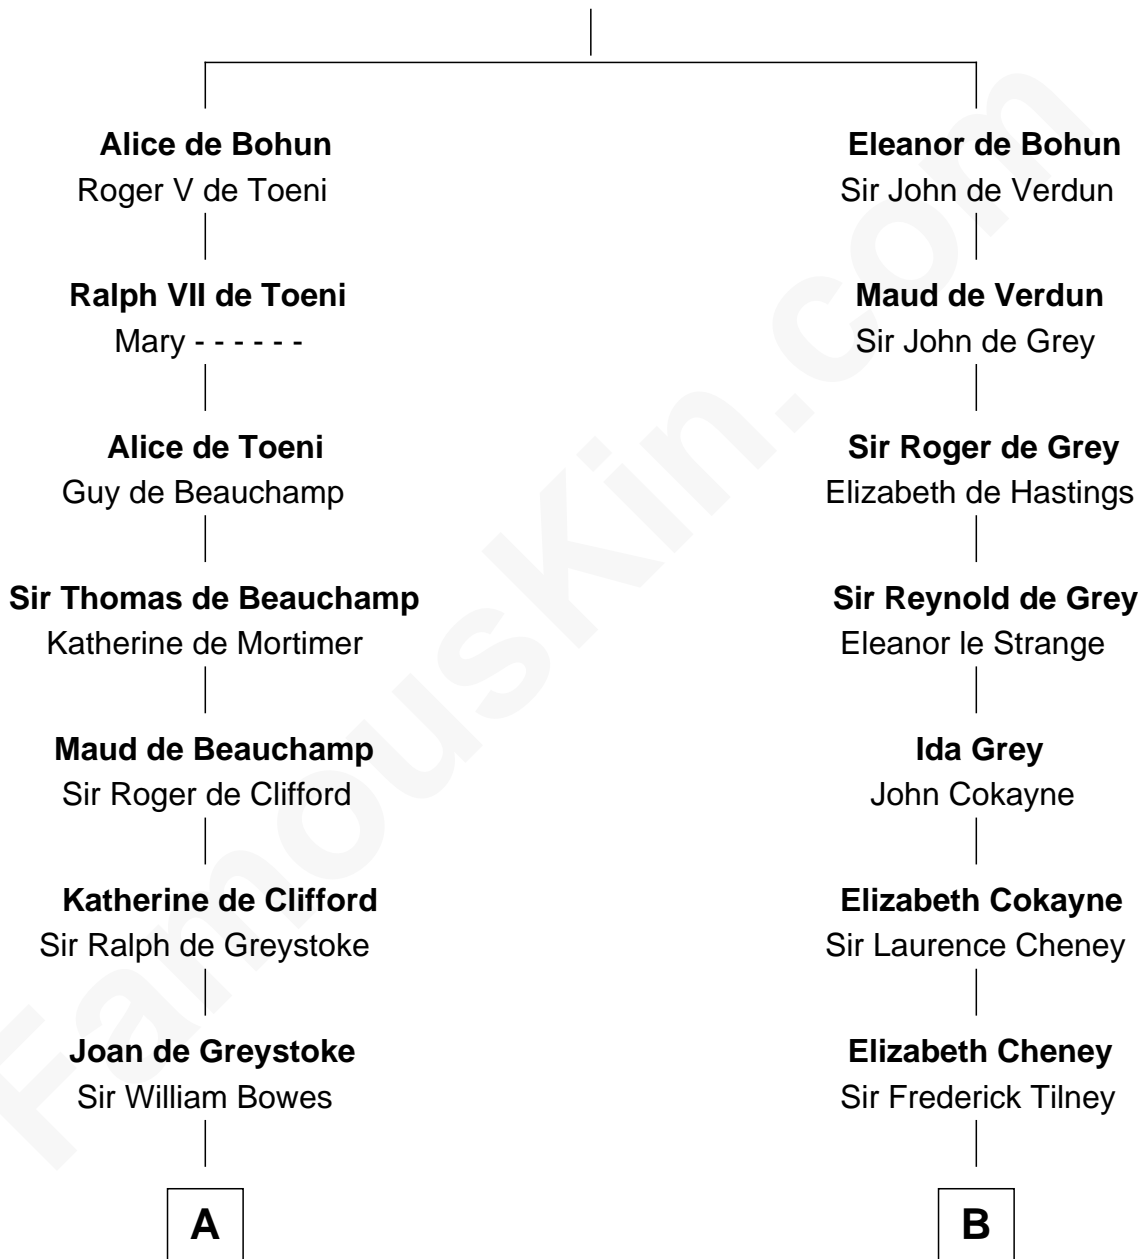 Alice de Bohun
Roger V de Toeni
Ralph VII de Toeni
Mary - - - - - -
Alice de Toeni
Guy de Beauchamp
Sir Thomas de Beauchamp
Katherine de Mortimer
Maud de Beauchamp
Sir Roger de Clifford
Katherine de Clifford
Sir Ralph de Greystoke
Joan de Greystoke
Sir William Bowes
A
Eleanor de Bohun
Sir John de Verdun
Maud de Verdun
Sir John de Grey
Sir Roger de Grey
Elizabeth de Hastings
Sir Reynold de Grey
Eleanor le Strange
Ida Grey
John Cokayne
Elizabeth Cokayne
Sir Laurence Cheney
Elizabeth Cheney
Sir Frederick Tilney
B
FamousKin.com